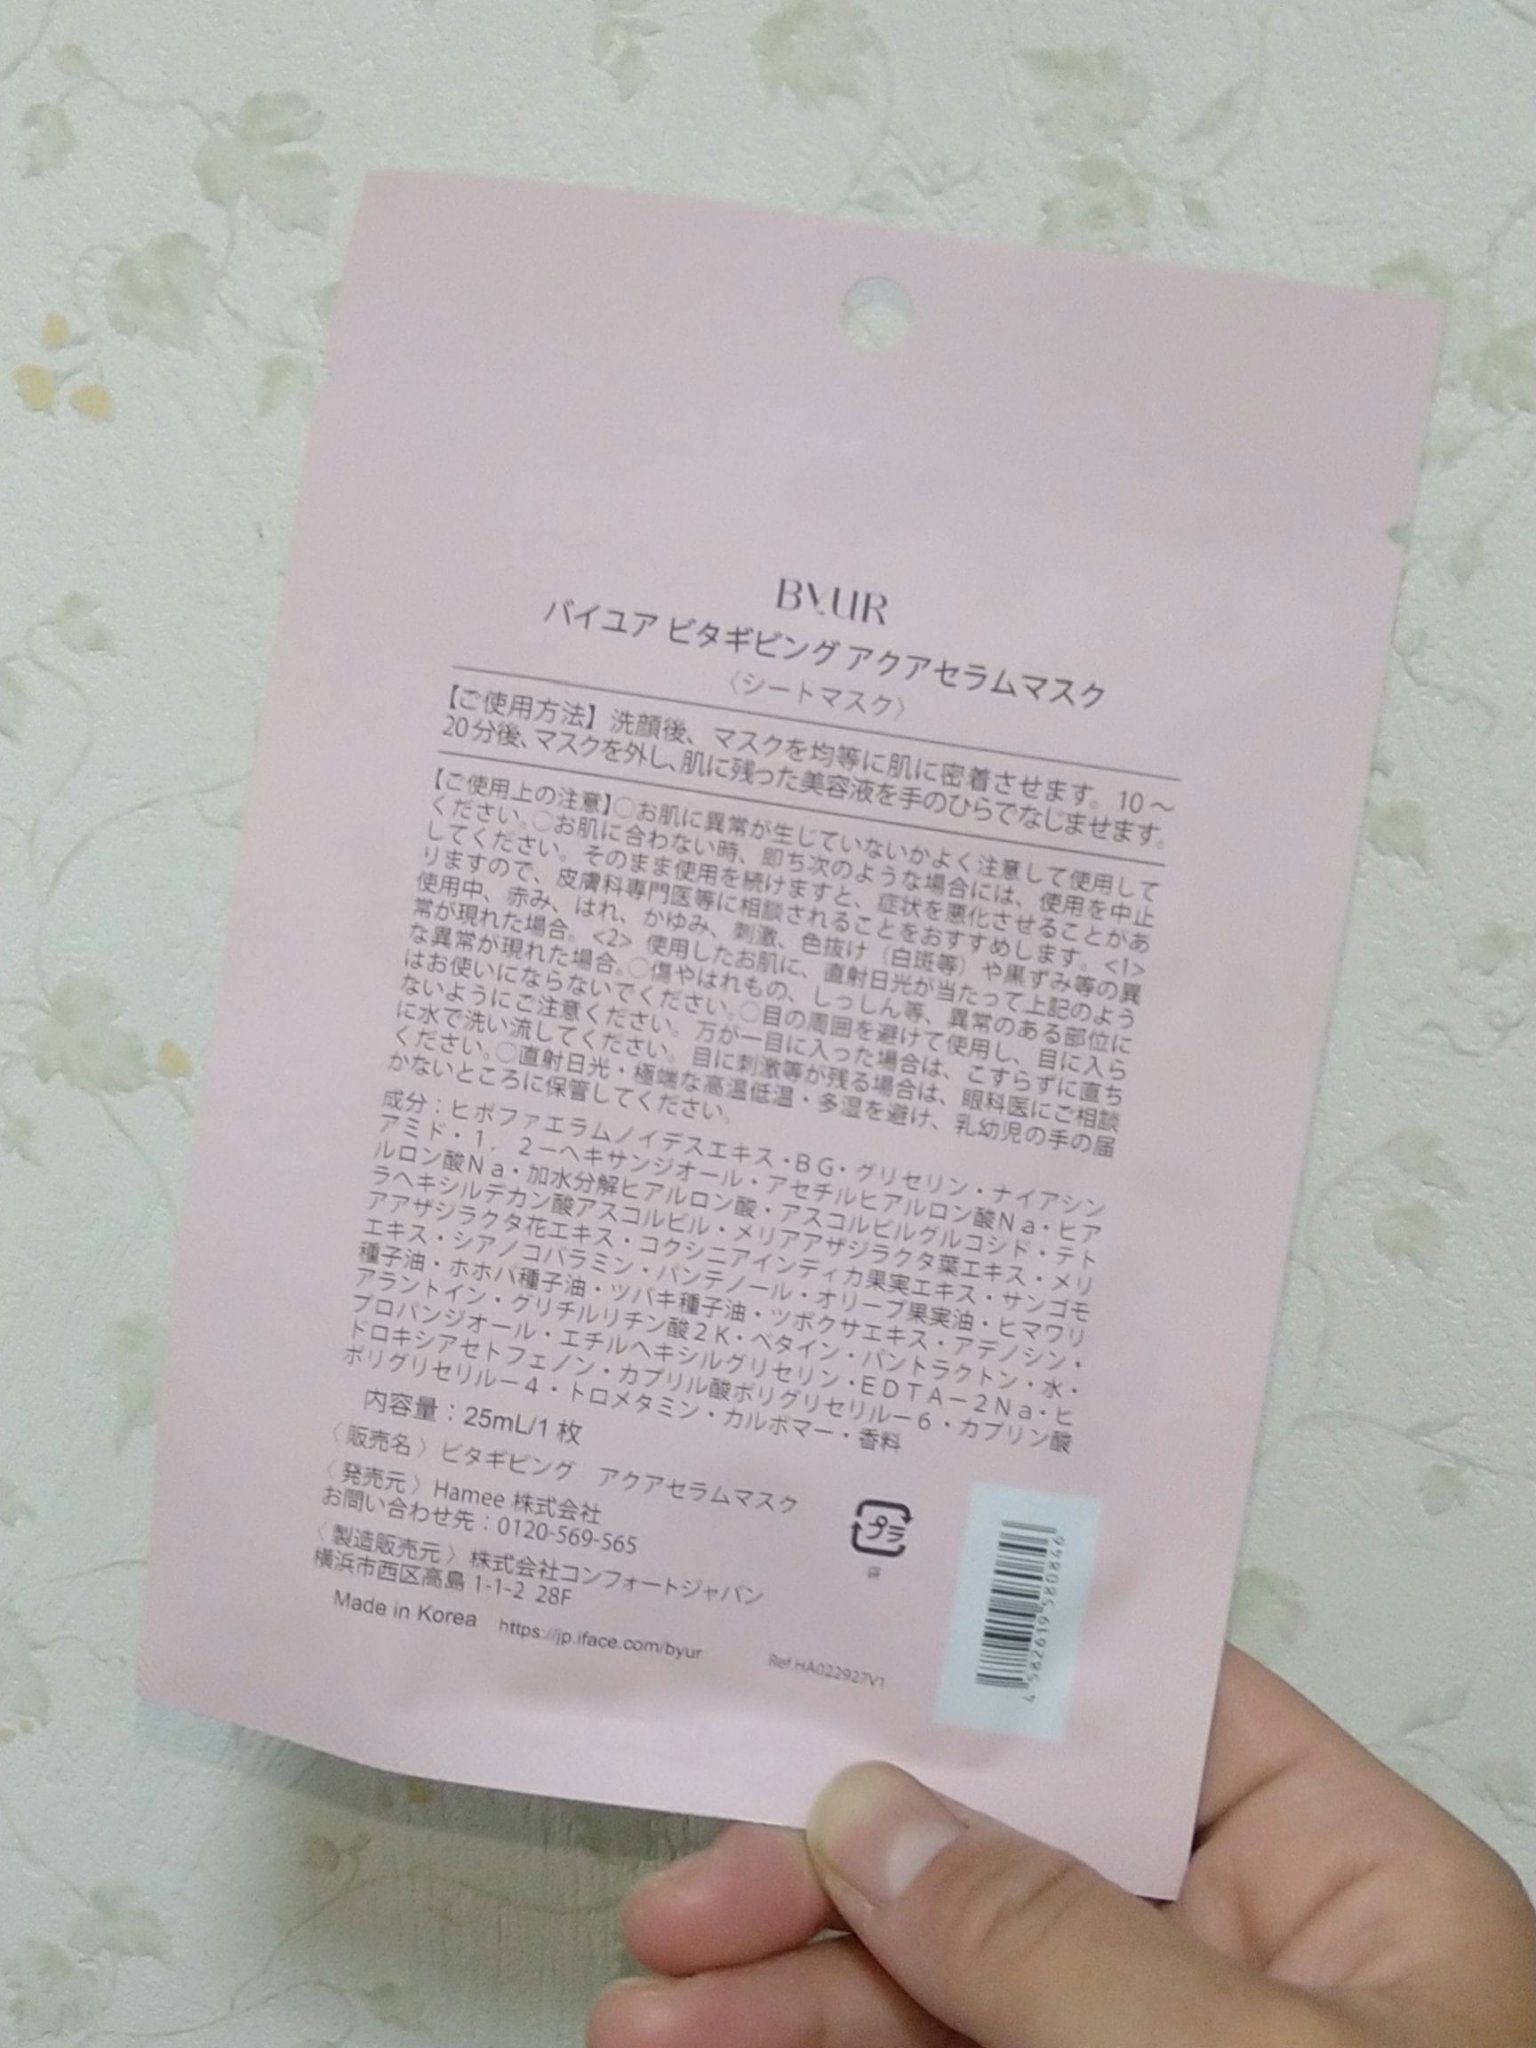 BYUR
バイユア ビタギビング アクアセラムマスク
〈シートマスク〉
【ご使用方法】洗顔後、マスクを均等に肌に密着させます。10～
20分後、マスクを外し、肌に残った美容液を手のひらでなじませます。
【ご使用上の注意】○お肌に異常が生じていないかよく注意して使用して
ください。○お肌に合わない時、即ち次のような場合には、使用を中止
してください。そのまま使用を続けますと、症状を悪化させることがあ
りますので、皮膚科専門医等に相談されることをおすすめします。<1>
使用中、赤み、はれ、かゆみ、刺激、色抜け（白斑等）や黒ずみ等の異
常が現れた場合。<2> 使用したお肌に、直射日光が当たって上記のよう
な異常が現れた場合。○傷やはれもの、しっしん等、異常のある部位に
はお使いにならないでください。○目の周囲を避けて使用し、目に入ら
ないようにご注意ください。万が一目に入った場合は、こすらずに直ち
に水で洗い流してください。目に刺激等が残る場合は、眼科医にご相談
ください。○直射日光・極端な高温低温・多湿を避け、乳幼児の手の届
かないところに保管してください。
成分：ヒポファエラムノイデスエキス・ＢＧ・グリセリン・ナイアシン
アミド・１，２－ヘキサンジオール・アセチルヒアルロン酸Ｎａ・ヒア
ルロン酸Ｎａ・加水分解ヒアルロン酸・アスコルビルグルコシド・テト
ラヘキシルデカン酸アスコルビル・メリアアザジラクタ葉エキス・メリ
アアザジラクタ花エキス・コクシニアインディカ果実エキス・サンゴモ
エキス・シアノコバラミン・パンテノール・オリーブ果実油・ヒマワリ
種子油・ホホバ種子油・ツバキ種子油・ツボクサエキス・アデノシン・
アラントイン・グリチルリチン酸２Ｋ・ベタイン・パントラクトン・水・
プロパンジオール・エチルヘキシルグリセリン・ＥＤＴＡ－２Ｎａ・ヒ
ドロキシアセトフェノン・カプリル酸ポリグリセリル－６・カプリン酸
ポリグリセリル－４・トロメタミン・カルボマー・香料
内容量：25mL/1 枚
〈 販売名 〉ビタギビング　アクアセラムマスク
〈 発売元 〉Hamee 株式会社
お問い合わせ先：0120-569-565
〈 製造販売元 〉株式会社コンフォートジャパン
横浜市西区高島 1-1-2 28F
Made in Korea https://jp.iface.com/byur
Ref.HA022927V1
プラ
袋
4582619580849